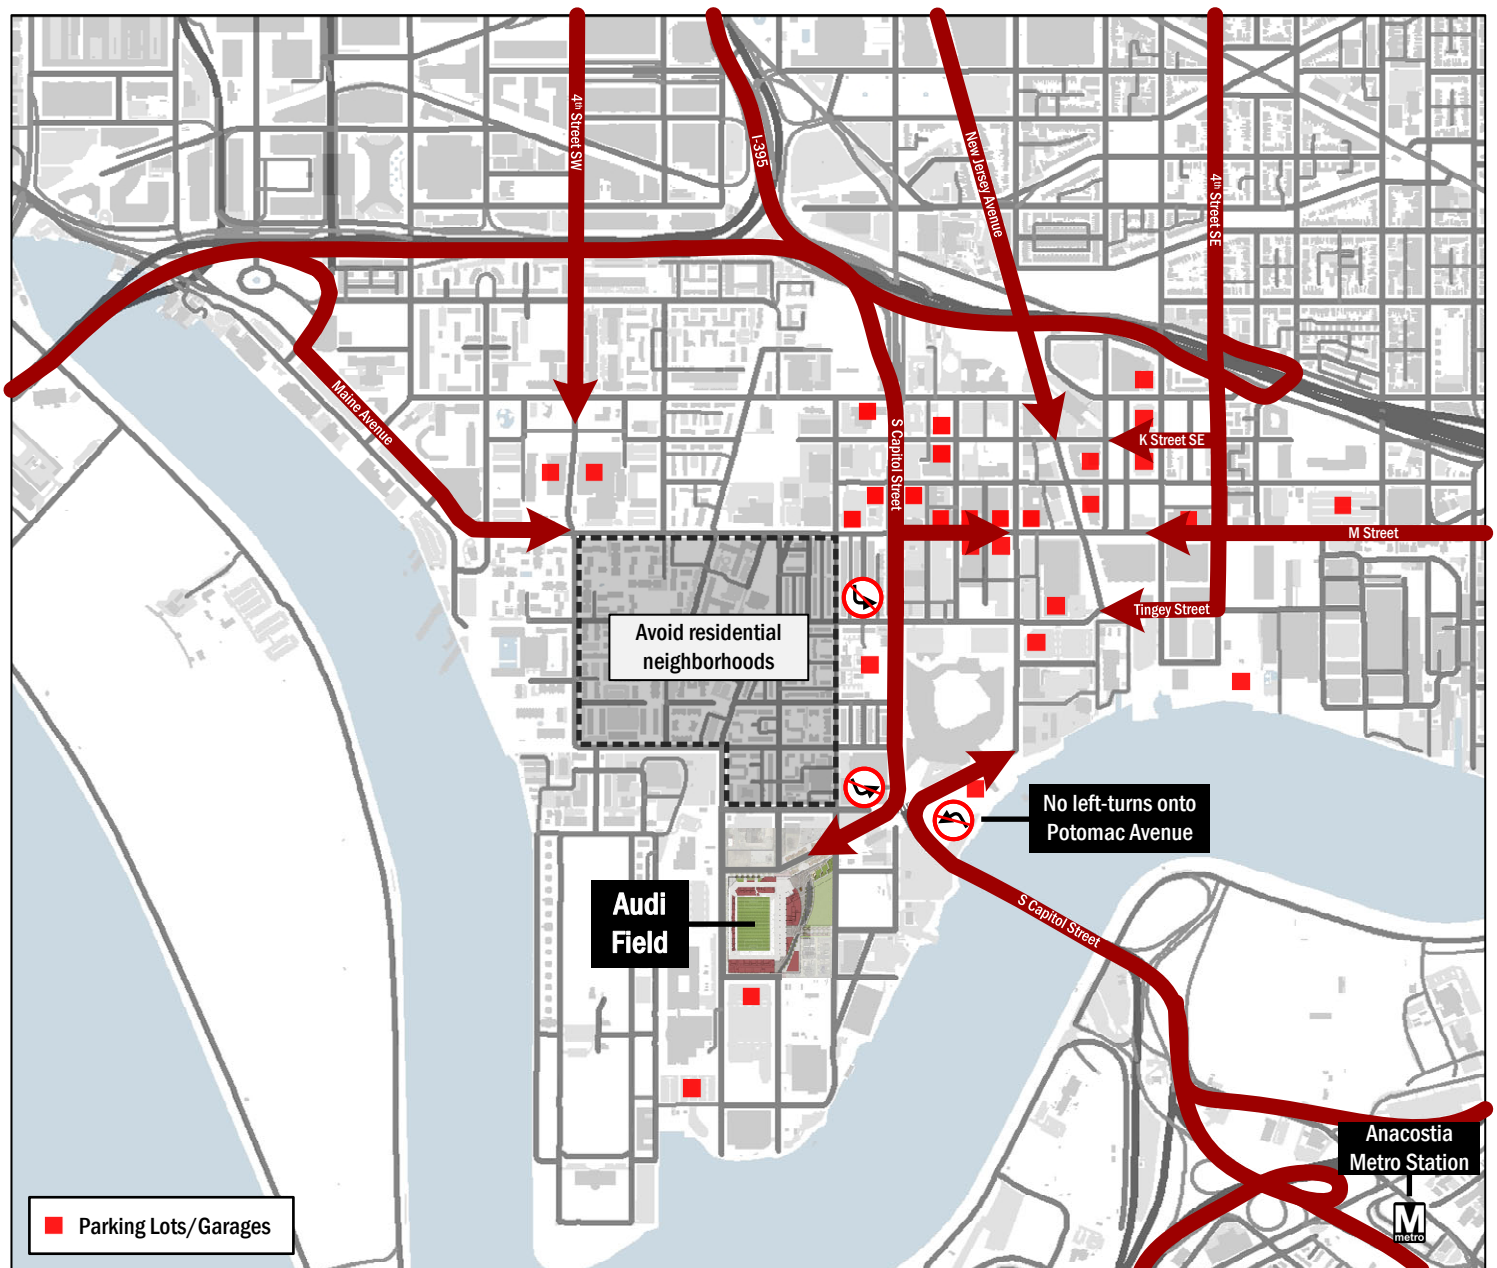 4th Street SW
I-395
New Jersey Avenue
4th Street SE
Maine Avenue
S Capitol Street
K Street SE
M Street
Tingey Street
Avoid residential
neighborhoods
No left-turns onto
Potomac Avenue
Audi
Field
S Capitol Street
Anacostia
Metro Station
M
metro
Parking Lots/Garages